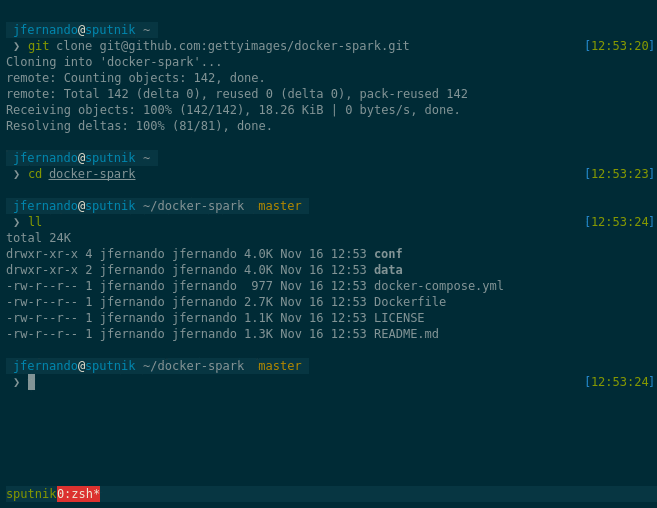 jfernando@sputnik ~
❯ git clone git@github.com:gettyimages/docker-spark.git [12:53:20]
Cloning into 'docker-spark'...
remote: Counting objects: 142, done.
remote: Total 142 (delta 0), reused 0 (delta 0), pack-reused 142
Receiving objects: 100% (142/142), 18.26 KiB | 0 bytes/s, done.
Resolving deltas: 100% (81/81), done.
jfernando@sputnik ~
❯ cd docker-spark [12:53:23]
jfernando@sputnik ~/docker-spark master
❯ ll [12:53:24]
total 24K
drwxr-xr-x 4 jfernando jfernando 4.0K Nov 16 12:53 conf
drwxr-xr-x 2 jfernando jfernando 4.0K Nov 16 12:53 data
-rw-r--r-- 1 jfernando jfernando  977 Nov 16 12:53 docker-compose.yml
-rw-r--r-- 1 jfernando jfernando 2.7K Nov 16 12:53 Dockerfile
-rw-r--r-- 1 jfernando jfernando 1.1K Nov 16 12:53 LICENSE
-rw-r--r-- 1 jfernando jfernando 1.3K Nov 16 12:53 README.md
jfernando@sputnik ~/docker-spark master
❯ [12:53:24]
sputnik0:zsh*